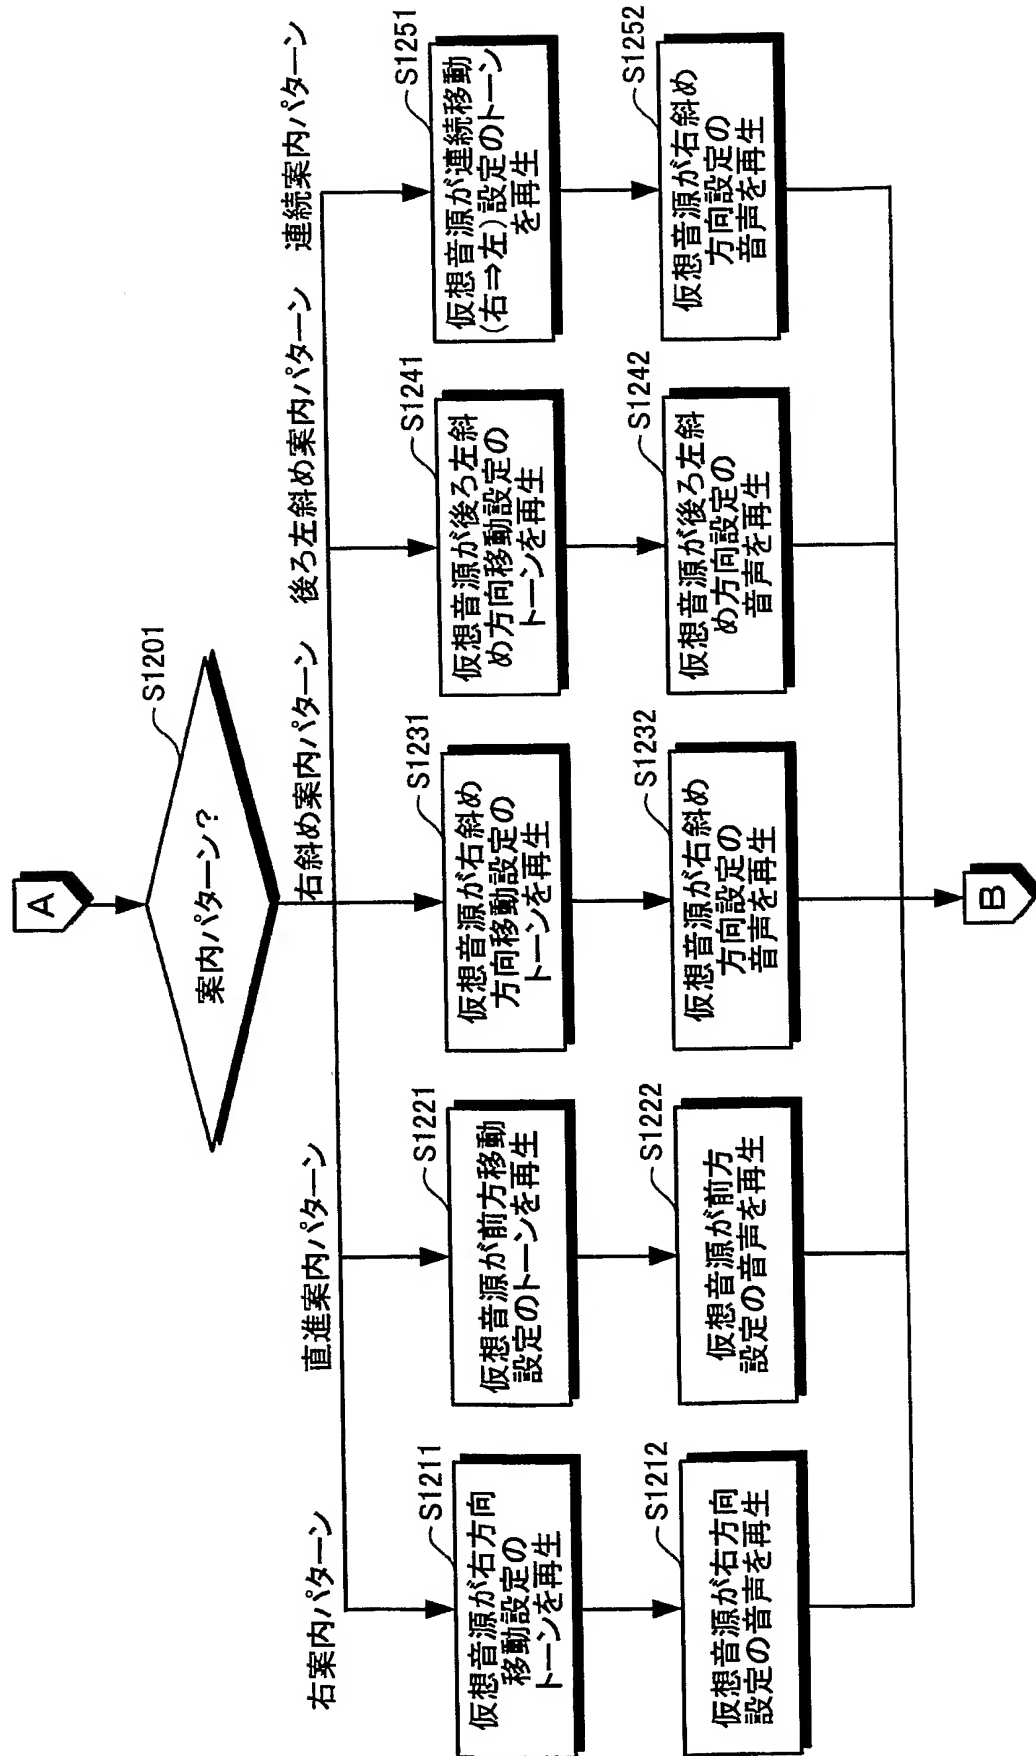 A
案内パターン?
S1201
右案内パターン
直進案内パターン
右斜め案内パターン
後ろ左斜め案内パターン
連続案内パターン
S1211
仮想音源が右方向
移動設定の
トーンを再生
S1221
仮想音源が前方移動
設定のトーンを再生
S1231
仮想音源が右斜め
方向移動設定の
トーンを再生
S1241
仮想音源が後ろ左斜
め方向移動設定の
トーンを再生
S1251
仮想音源が連続移動
(右⇒左)設定のトーン
を再生
S1212
仮想音源が右方向
設定の音声を再生
S1222
仮想音源が前方
設定の音声を再生
S1232
仮想音源が右斜め
方向設定の
音声を再生
S1242
仮想音源が後ろ左斜
め方向設定の
音声を再生
S1252
仮想音源が右斜め
方向設定の
音声を再生
B